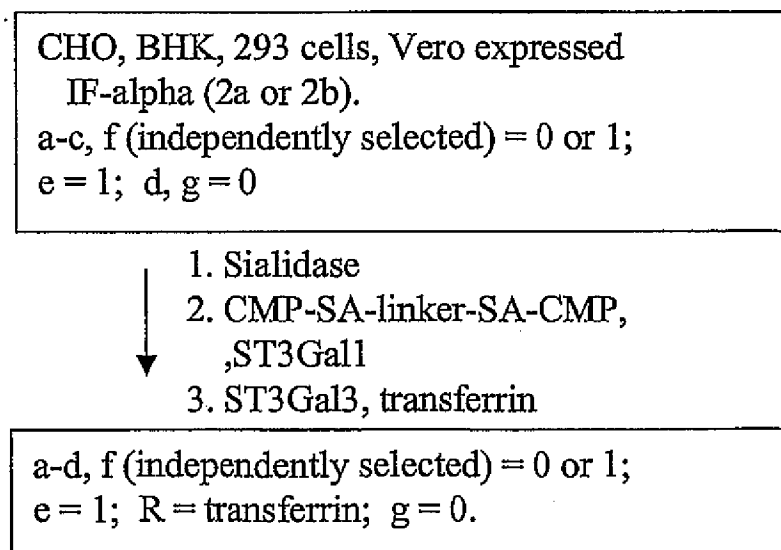 CHO, BHK, 293 cells, Vero expressed
IF-alpha (2a or 2b).
a-c, f (independently selected) = 0 or 1;
e = 1; d, g = 0
1. Sialidase
2. CMP-SA-linker-SA-CMP,
,ST3Gal1
3. ST3Gal3, transferrin
a-d, f (independently selected) = 0 or 1;
e = 1; R = transferrin; g = 0.